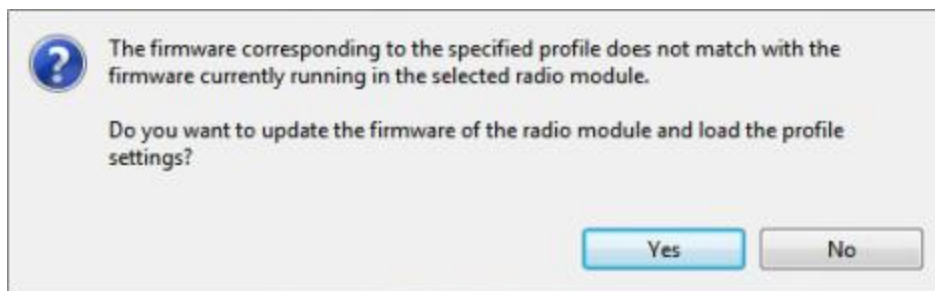 The firmware corresponding to the specified profile does not match with the
firmware currently running in the selected radio module.
Do you want to update the firmware of the radio module and load the profile
settings?
Yes
No